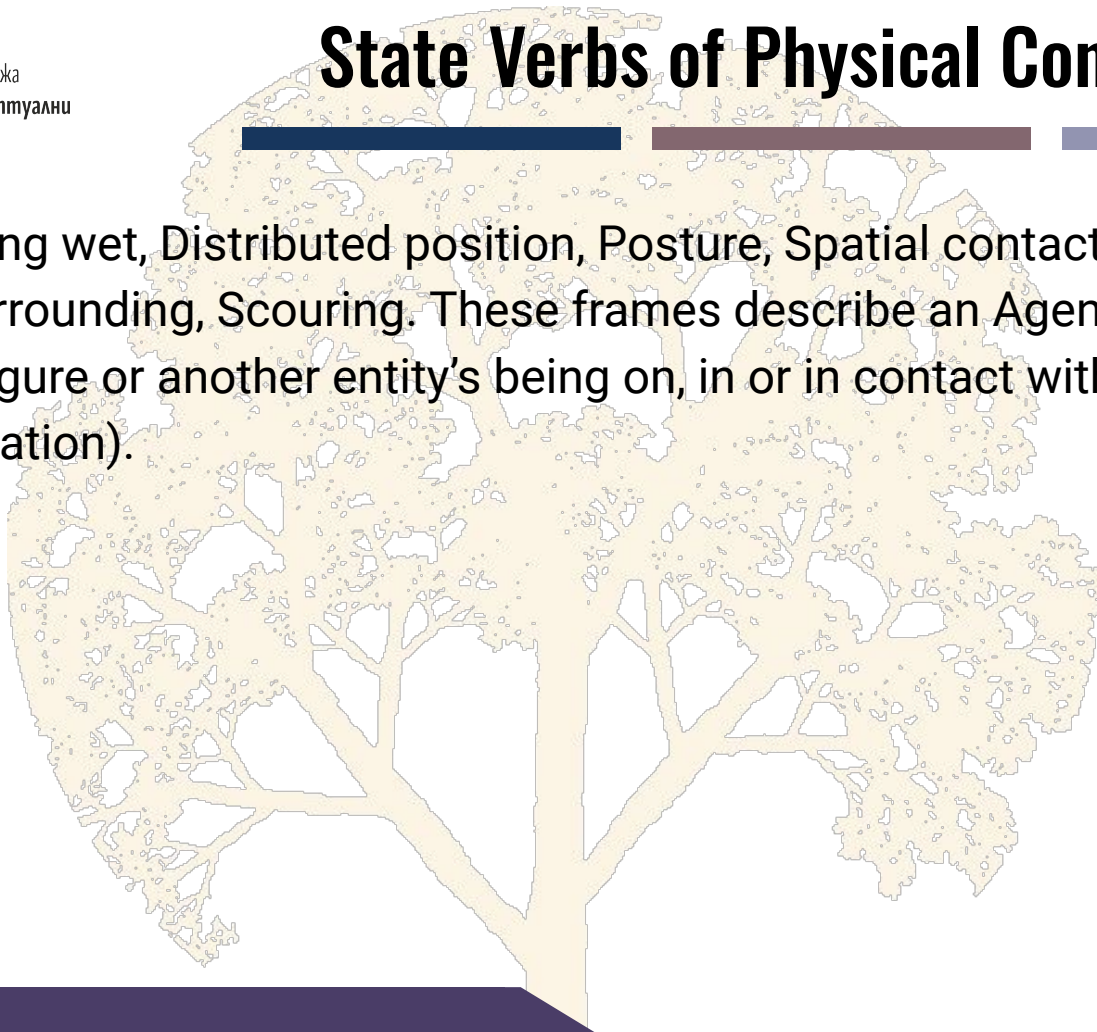 State Verbs of Physical Con
жа
птуални
ng wet, Distributed position, Posture, Spatial contact
rrounding, Scouring. These frames describe an Agen
gure or another entity's being on, in or in contact with
ation).